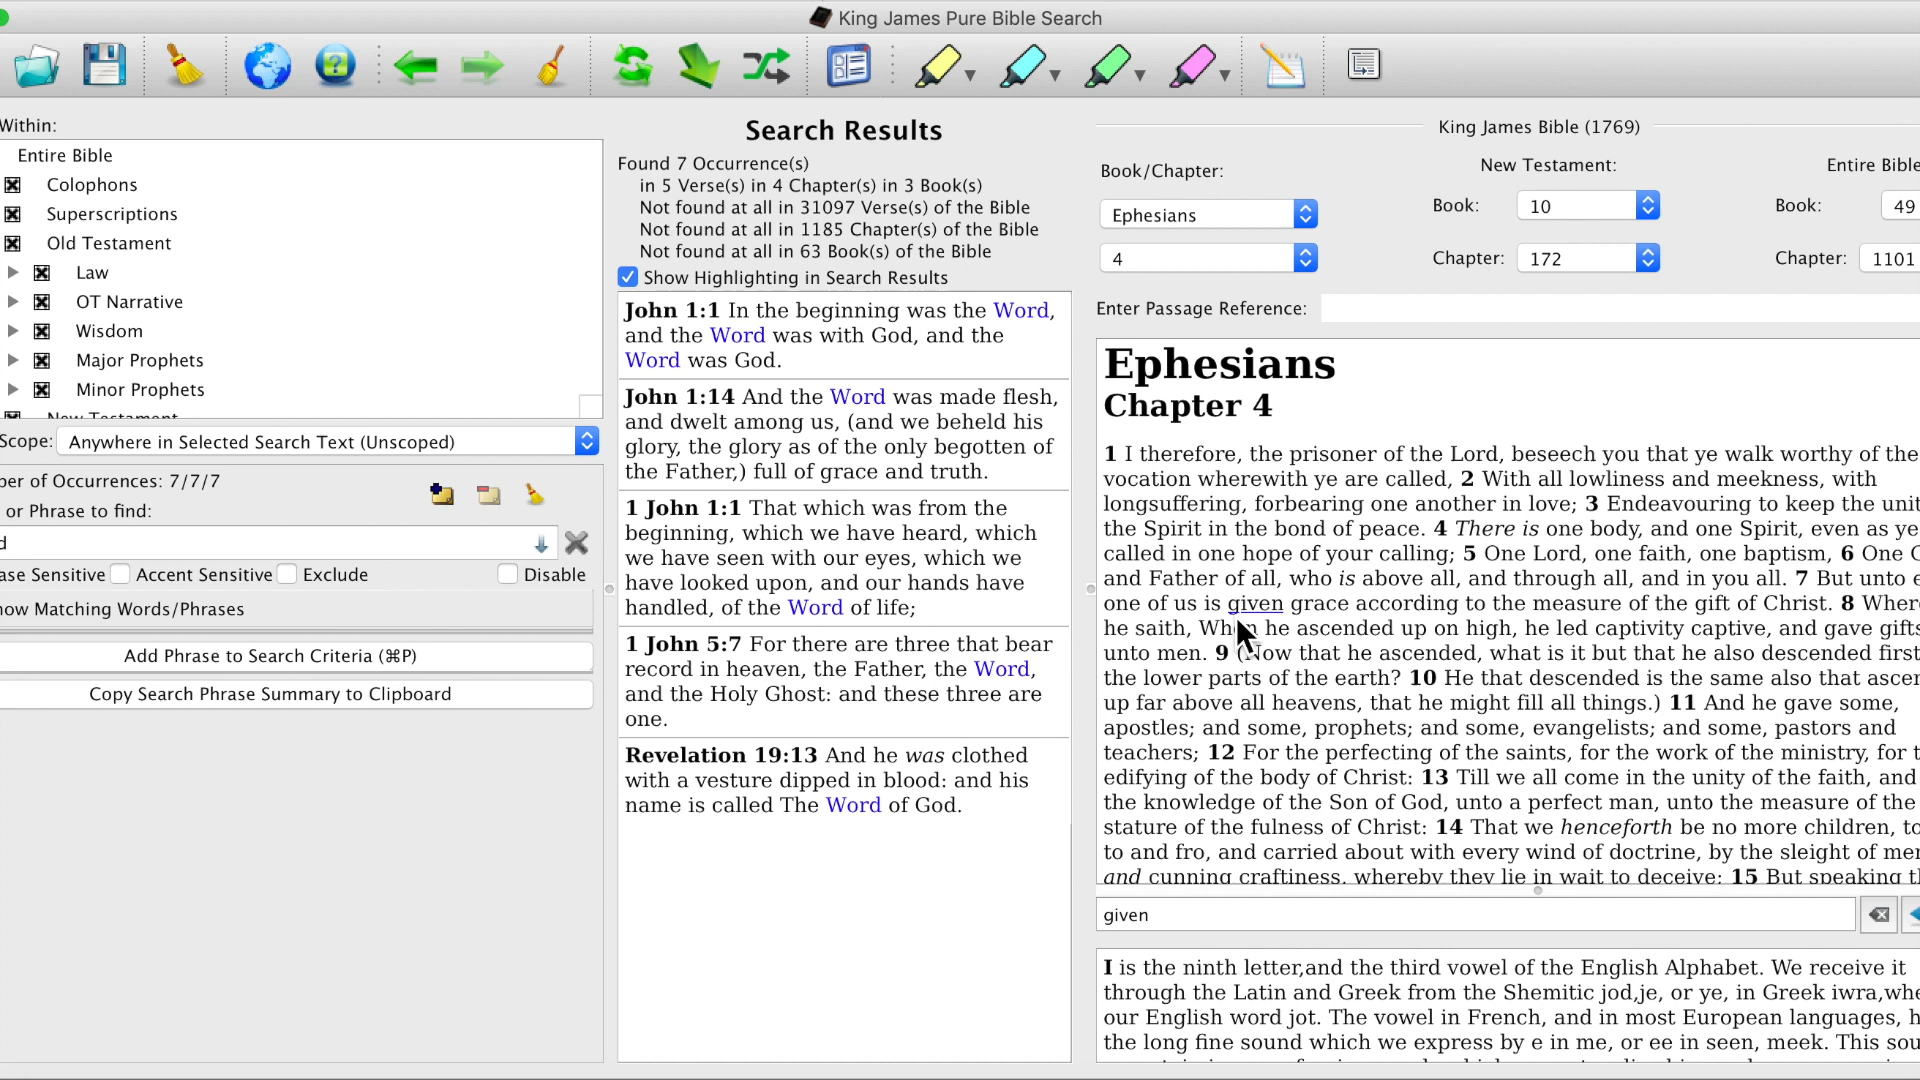 King James Pure Bible Search
Within:
Entire Bible
Colophons
Superscriptions
Old Testament
Law
OT Narrative
Wisdom
Major Prophets
Minor Prophets
New Testament
Scope: Anywhere in Selected Search Text (Unscoped)
ber of Occurrences: 7/7/7
or Phrase to find:
d
ase Sensitive Accent Sensitive Exclude Disable
how Matching Words/Phrases
Add Phrase to Search Criteria (⌘P)
Copy Search Phrase Summary to Clipboard
Search Results
Found 7 Occurrence(s)
in 5 Verse(s) in 4 Chapter(s) in 3 Book(s)
Not found at all in 31097 Verse(s) of the Bible
Not found at all in 1185 Chapter(s) of the Bible
Not found at all in 63 Book(s) of the Bible
Show Highlighting in Search Results
John 1:1 In the beginning was the Word,
and the Word was with God, and the
Word was God.
John 1:14 And the Word was made flesh,
and dwelt among us, (and we beheld his
glory, the glory as of the only begotten of
the Father,) full of grace and truth.
1 John 1:1 That which was from the
beginning, which we have heard, which
we have seen with our eyes, which we
have looked upon, and our hands have
handled, of the Word of life;
1 John 5:7 For there are three that bear
record in heaven, the Father, the Word,
and the Holy Ghost: and these three are
one.
Revelation 19:13 And he was clothed
with a vesture dipped in blood: and his
name is called The Word of God.
King James Bible (1769)
Book/Chapter: New Testament: Entire Bible
Ephesians Book: 10 Book: 49
4 Chapter: 172 Chapter: 1101
Enter Passage Reference:
Ephesians
Chapter 4
1 I therefore, the prisoner of the Lord, beseech you that ye walk worthy of the
vocation wherewith ye are called, 2 With all lowliness and meekness, with
longsuffering, forbearing one another in love; 3 Endeavouring to keep the unit
the Spirit in the bond of peace. 4 There is one body, and one Spirit, even as ye
called in one hope of your calling; 5 One Lord, one faith, one baptism, 6 One G
and Father of all, who is above all, and through all, and in you all. 7 But unto e
one of us is given grace according to the measure of the gift of Christ. 8 Wher
he saith, When he ascended up on high, he led captivity captive, and gave gifts
unto men. 9 (Now that he ascended, what is it but that he also descended first
the lower parts of the earth? 10 He that descended is the same also that ascen
up far above all heavens, that he might fill all things.) 11 And he gave some,
apostles; and some, prophets; and some, evangelists; and some, pastors and
teachers; 12 For the perfecting of the saints, for the work of the ministry, for t
edifying of the body of Christ: 13 Till we all come in the unity of the faith, and
the knowledge of the Son of God, unto a perfect man, unto the measure of the
stature of the fulness of Christ: 14 That we henceforth be no more children, to
to and fro, and carried about with every wind of doctrine, by the sleight of me
and cunning craftiness, whereby they lie in wait to deceive; 15 But speaking th
given
I is the ninth letter,and the third vowel of the English Alphabet. We receive it
through the Latin and Greek from the Shemitic jod,je, or ye, in Greek iwra,whe
our English word jot. The vowel in French, and in most European languages, h
the long fine sound which we express by e in me, or ee in seen, meek. This sou